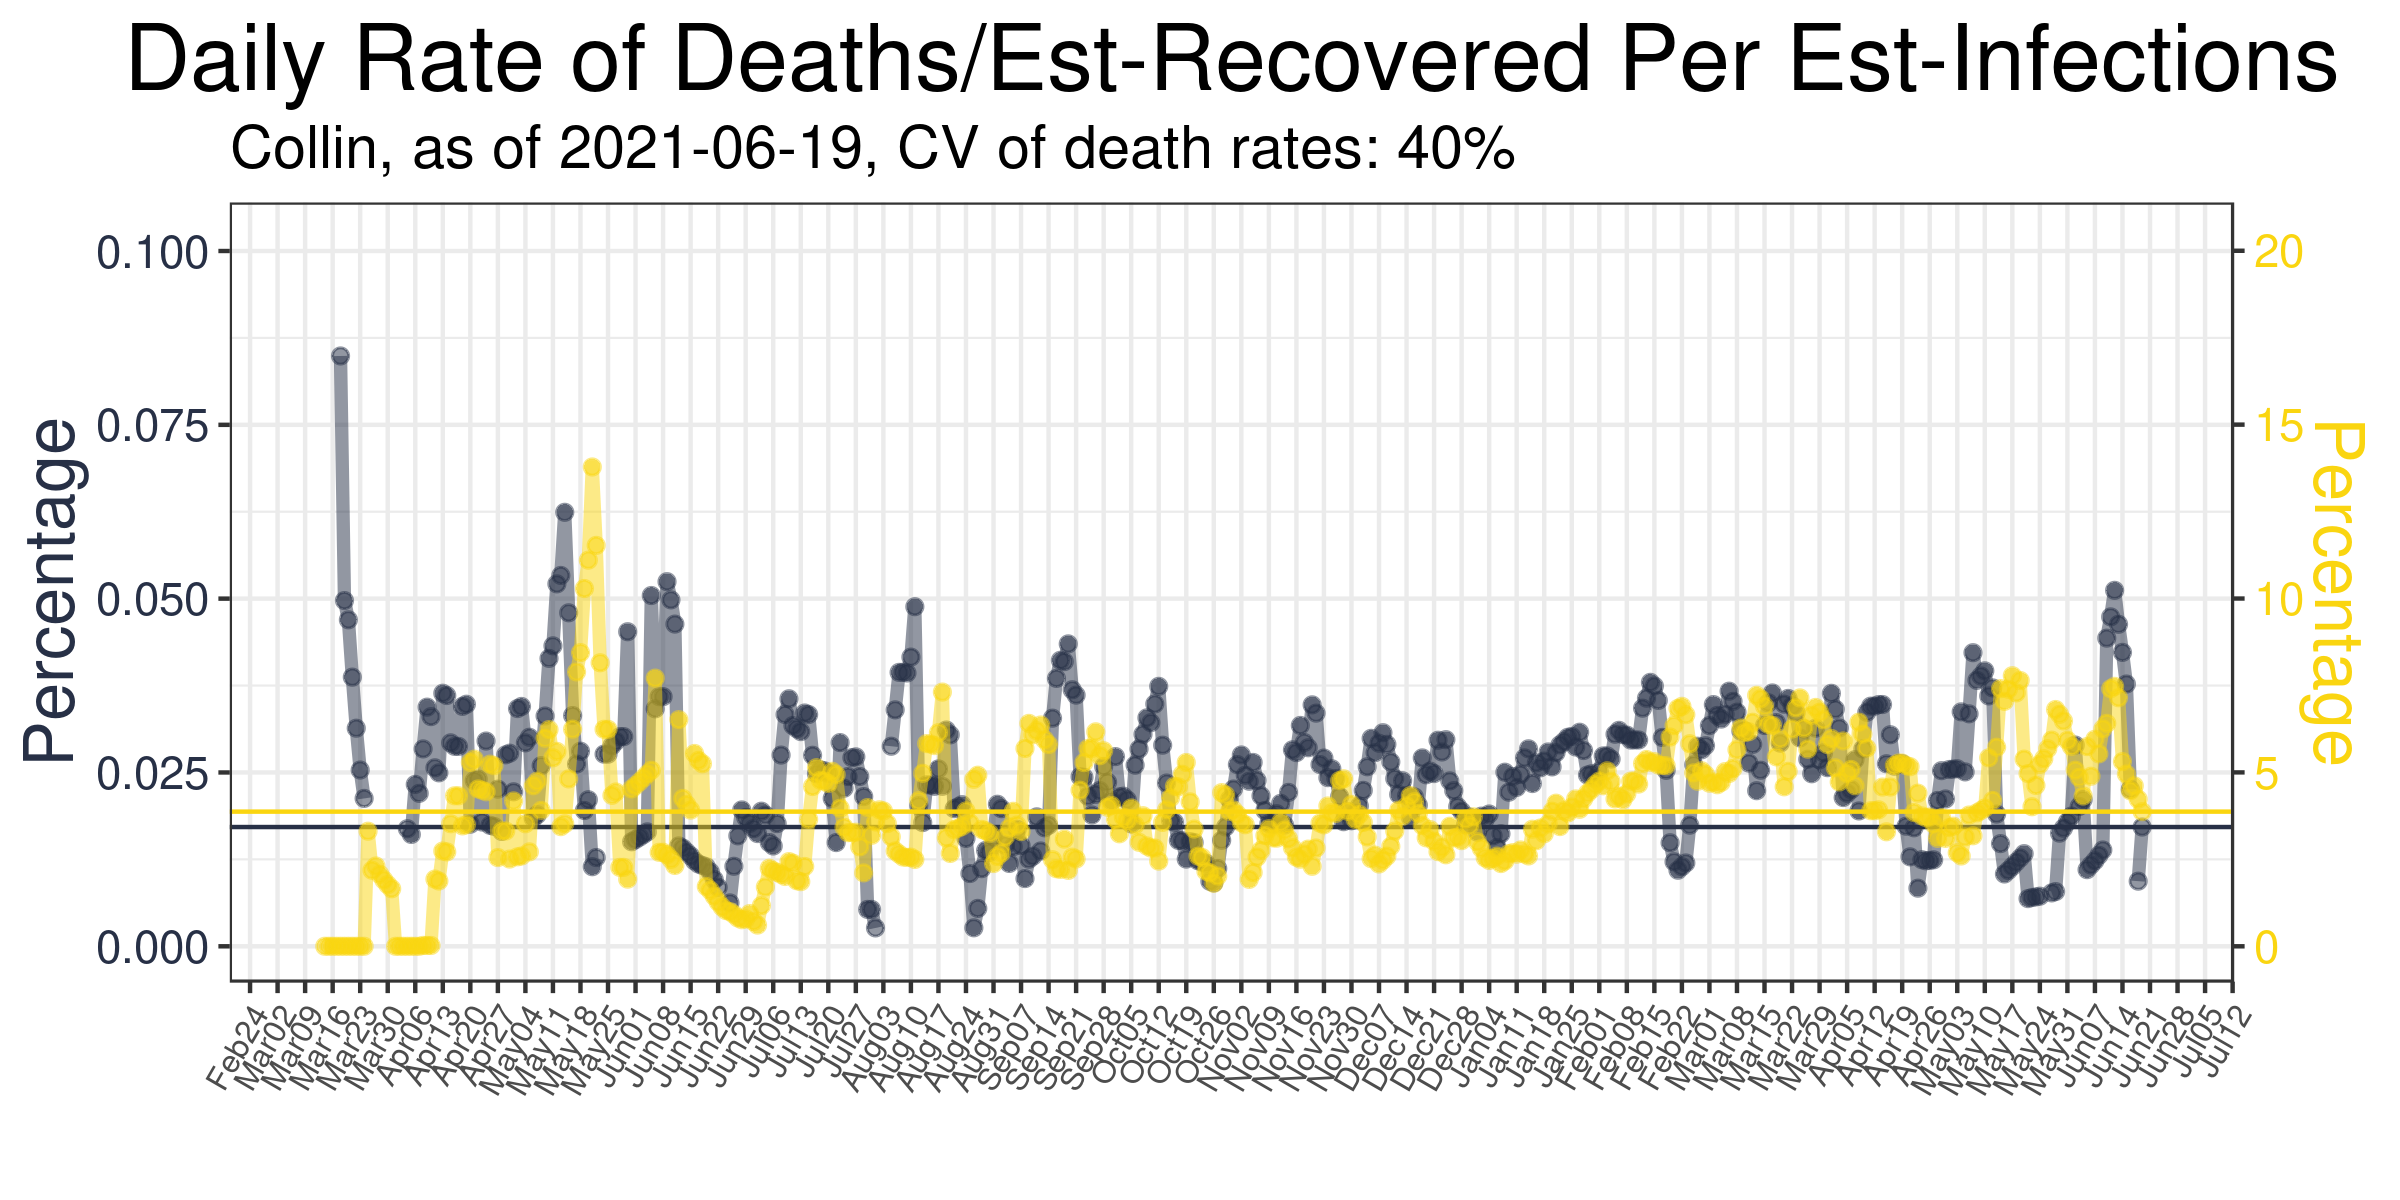 Daily Rate of Deaths/Est-Recovered Per Est-Infections
Collin, as of 2021-06-19, CV of death rates: 40%
Percentage
0.100
0.075
0.050
0.025
0.000
20
15
10
5
0
Percentage
Feb24
Mar02
Mar09
Mar16
Mar23
Mar30
Apr06
Apr13
Apr20
Apr27
May04
May11
May18
May25
Jun01
Jun08
Jun15
Jun22
Jun29
Jul06
Jul13
Jul20
Jul27
Aug03
Aug10
Aug17
Aug24
Aug31
Sep07
Sep14
Sep21
Sep28
Oct05
Oct12
Oct19
Oct26
Nov02
Nov09
Nov16
Nov23
Nov30
Dec07
Dec14
Dec21
Dec28
Jan04
Jan11
Jan18
Jan25
Feb01
Feb08
Feb15
Feb22
Mar01
Mar08
Mar15
Mar22
Mar29
Apr05
Apr12
Apr19
Apr26
May03
May10
May17
May24
May31
Jun07
Jun14
Jun21
Jun28
Jul05
Jul12